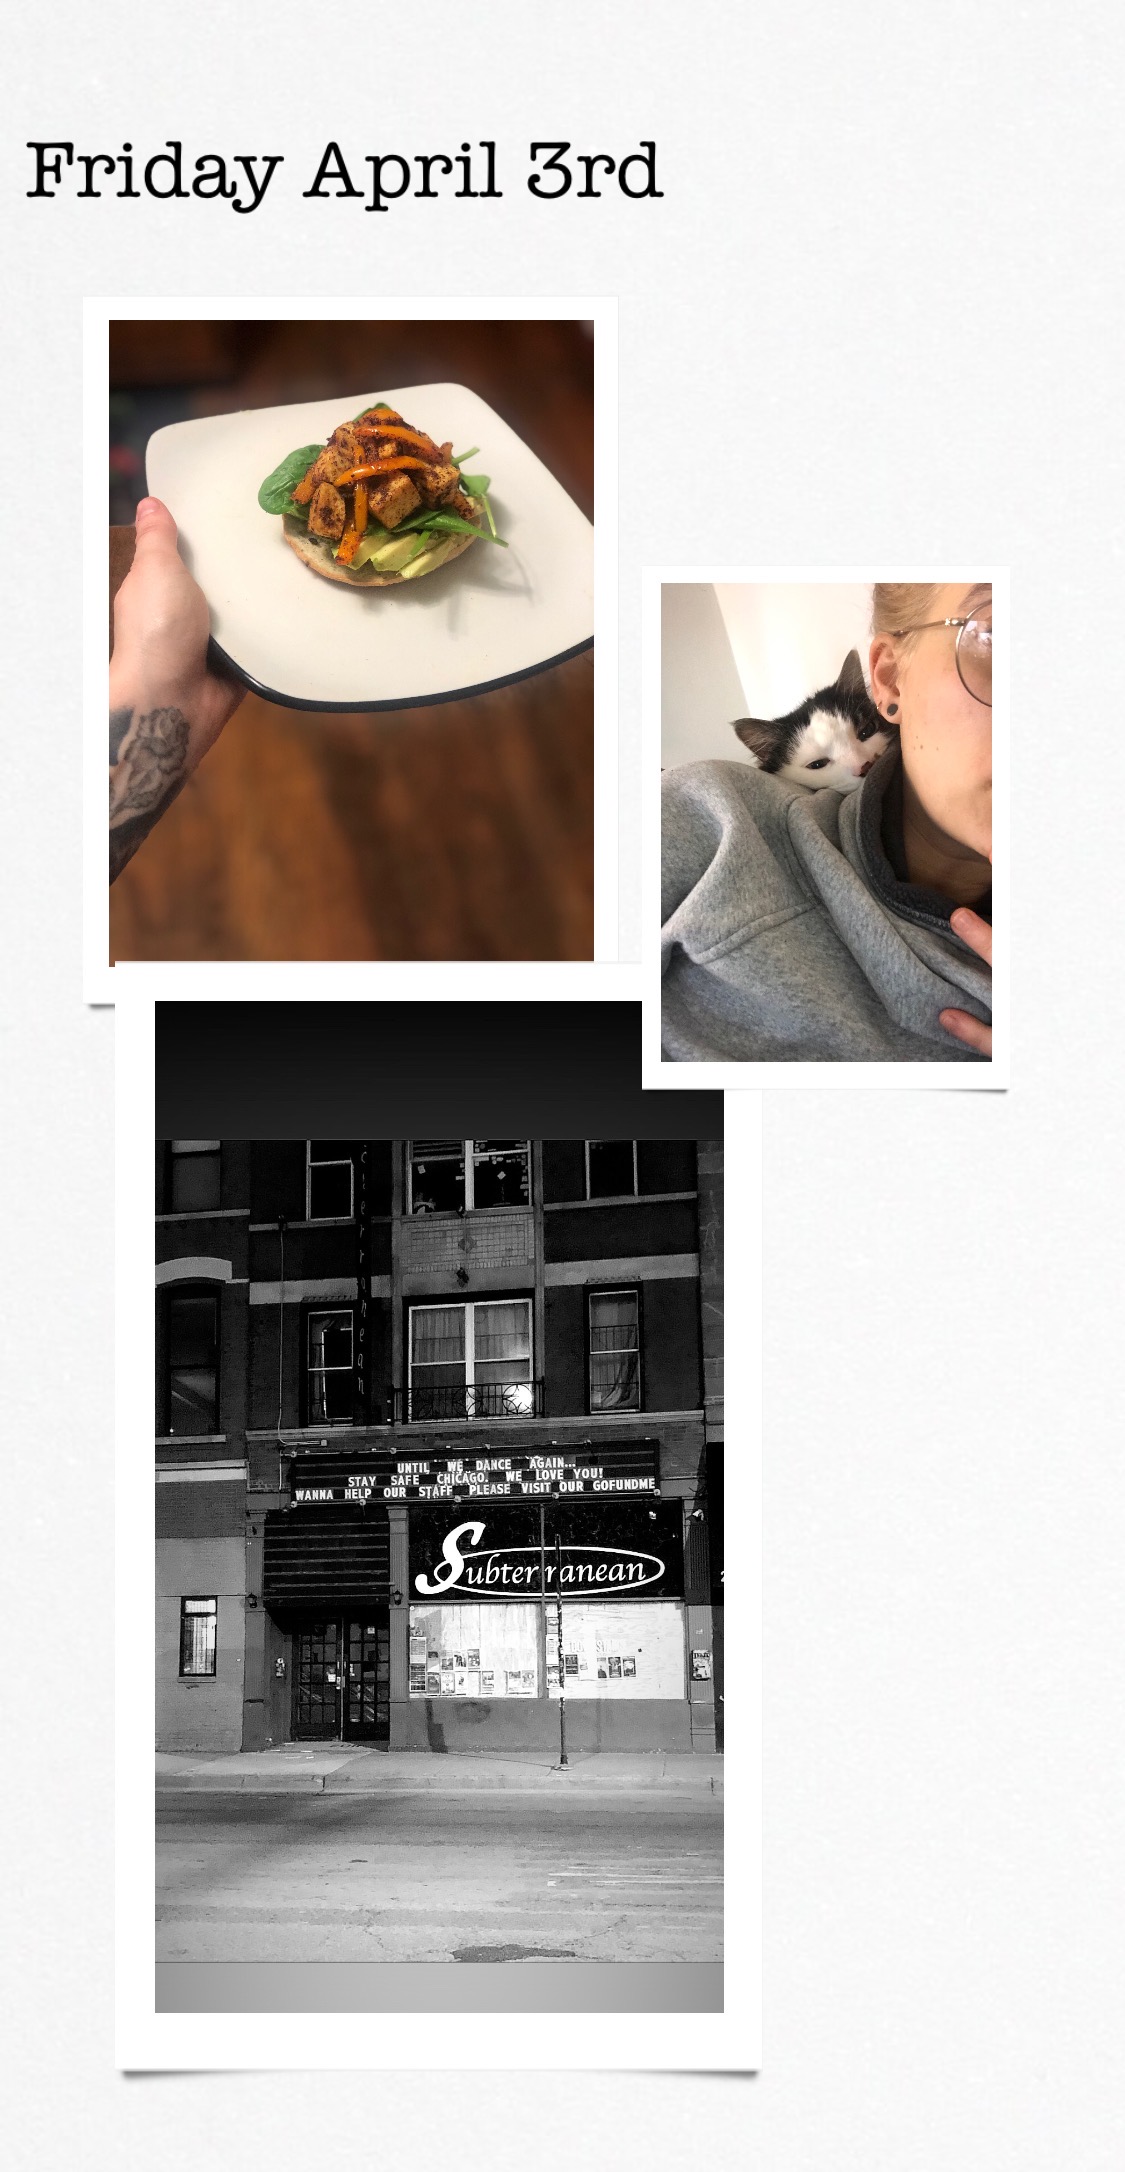 Friday April 3rd
UNTIL WE DANCE AGAIN...
STAY SAFE CHICAGO. WE LOVE YOU!
WANNA HELP OUR STAFF PLEASE VISIT OUR GOFUNDME
Subterranean